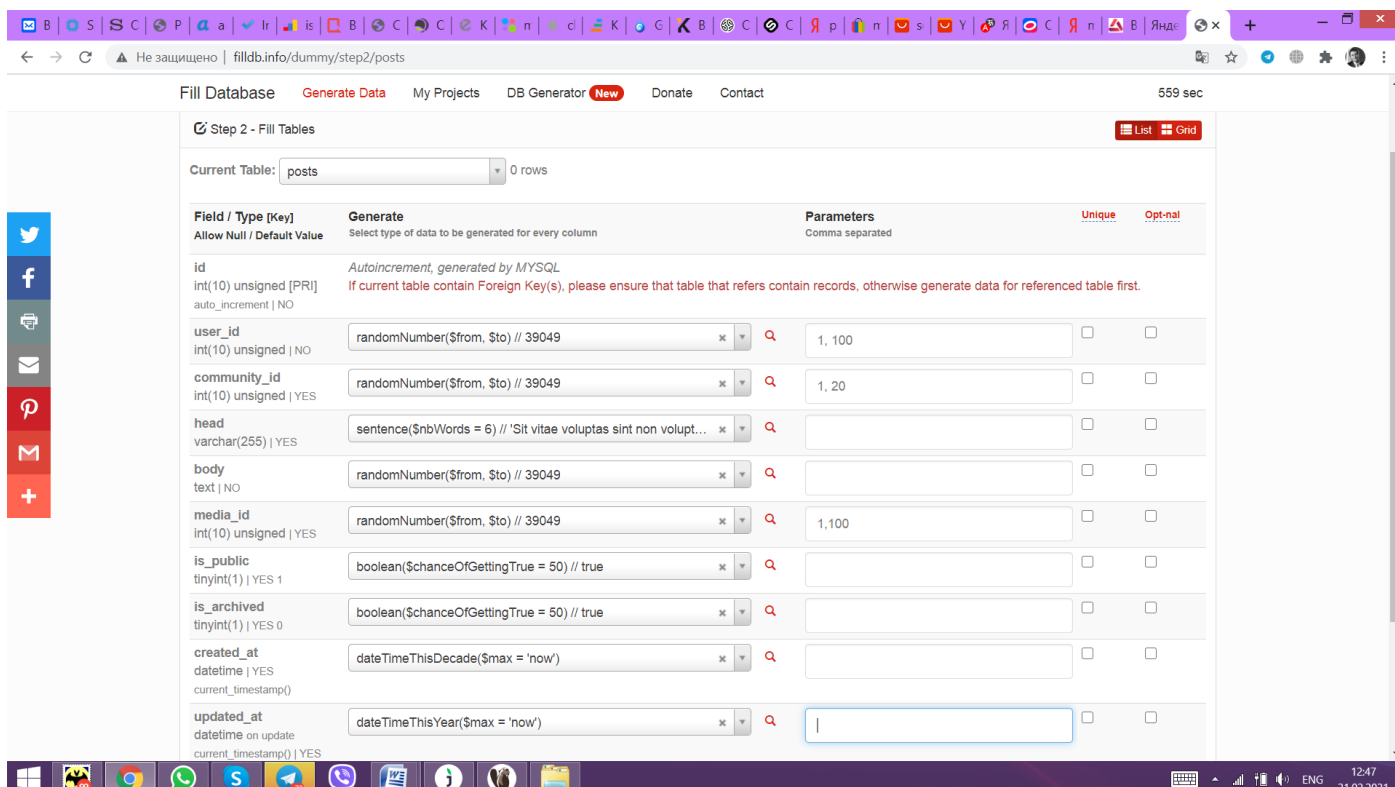 B S S C P a Ir is B C C K n cl K G B C C p n s Y Я C n B Янде
Не защищено | filldb.info/dummy/step2/posts
Fill Database Generate Data My Projects DB Generator New Donate Contact 559 sec
Step 2 - Fill Tables List Grid
Current Table: posts 0 rows
Field / Type [Key] Generate Parameters Unique Opt-nal
Allow Null / Default Value Select type of data to be generated for every column Comma separated
id Autoincrement, generated by MYSQL
int(10) unsigned [PRI] If current table contain Foreign Key(s), please ensure that table that refers contain records, otherwise generate data for referenced table first.
auto_increment | NO
user_id randomNumber($from, $to) // 39049 1, 100
int(10) unsigned | NO
community_id randomNumber($from, $to) // 39049 1, 20
int(10) unsigned | YES
head sentence($nbWords = 6) // 'Sit vitae voluptas sint non volupt...
varchar(255) | YES
body randomNumber($from, $to) // 39049
text | NO
media_id randomNumber($from, $to) // 39049 1,100
int(10) unsigned | YES
is_public boolean($chanceOfGettingTrue = 50) // true
tinyint(1) | YES 1
is_archived boolean($chanceOfGettingTrue = 50) // true
tinyint(1) | YES 0
created_at dateTimeThisDecade($max = 'now')
datetime | YES
current_timestamp()
updated_at dateTimeThisYear($max = 'now')
datetime on update
current_timestamp() | YES
ENG 12:47